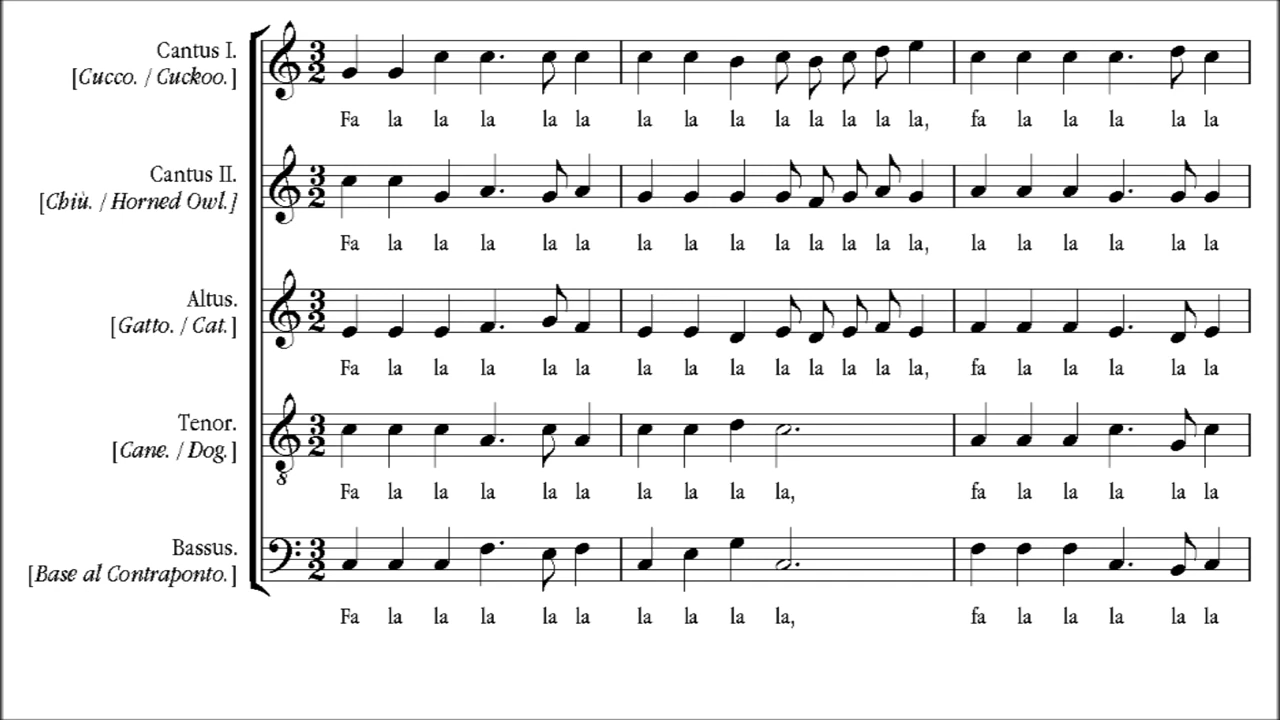 Cantus I.
[Cucco. / Cuckoo.]
3
2
Fa la la la la la la la la la la la la la, fa la la la la la
Cantus II.
[Chiù. / Horned Owl.]
3
2
Fa la la la la la la la la la la la la la, la la la la la la
Altus.
[Gatto. / Cat.]
3
2
Fa la la la la la la la la la la la la la, fa la la la la la
Tenor.
[Cane. / Dog.]
3
2
8
Fa la la la la la la la la la, fa la la la la la
Bassus.
[Base al Contraponto.]
3
2
Fa la la la la la la la la la, fa la la la la la